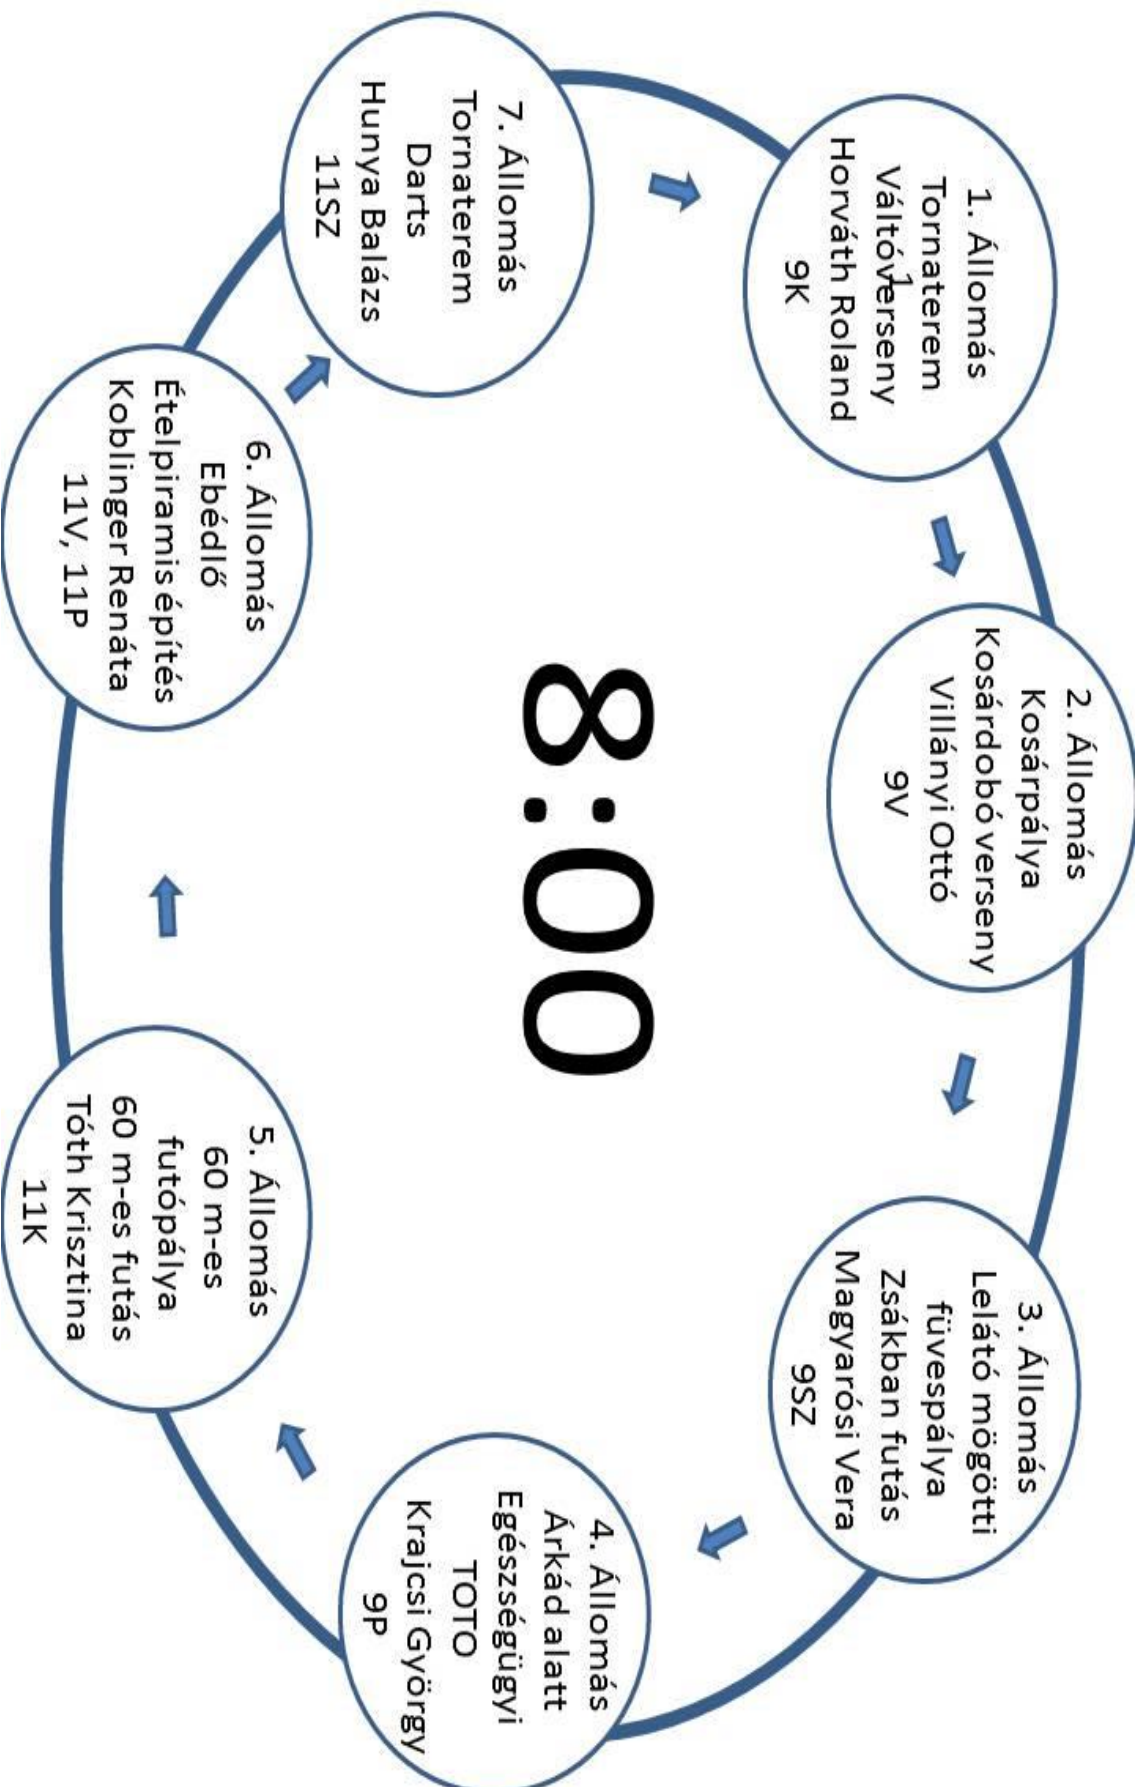 1. Állomás
Tornaterem
Váltóverseny
1
Horváth Roland
9K
2. Állomás
Kosárpálya
Kosárdobó verseny
Villányi Ottó
9V
3. Állomás
Lelátó mögötti
füvespálya
Zsákban futás
Magyarósi Vera
9SZ
4. Állomás
Árkád alatt
Egészségügyi
TOTO
Krajcsi György
9P
5. Állomás
60 m-es
futópálya
60 m-es futás
Tóth Krisztina
11K
6. Állomás
Ebédlő
Ételpiramis építés
Koblinger Renáta
11V, 11P
7. Állomás
Tornaterem
Darts
Hunya Balázs
11SZ
8:00